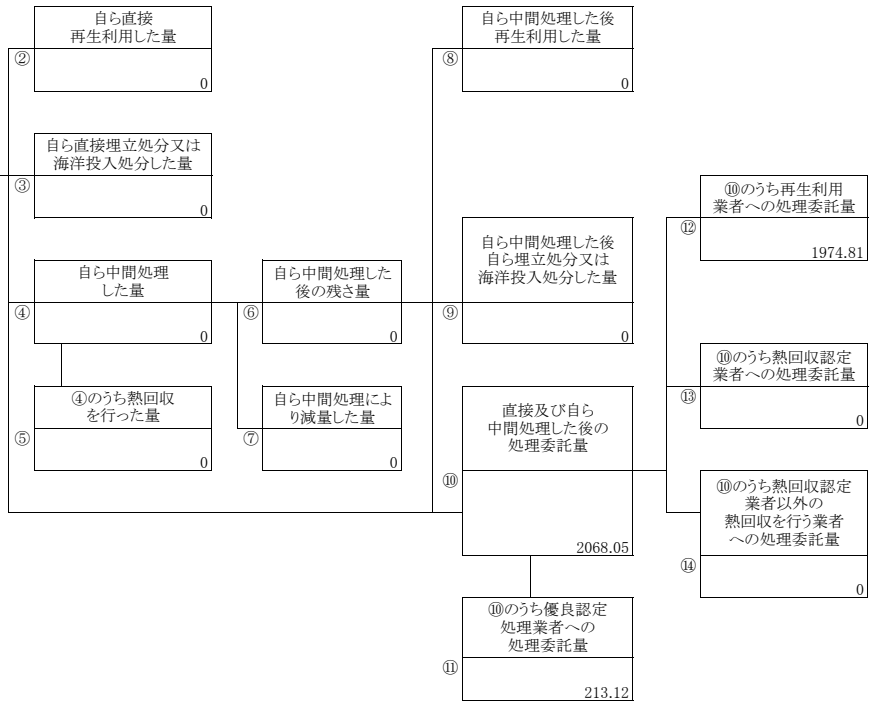 自ら直接
再生利用した量
②
0
自ら直接埋立処分又は
海洋投入処分した量
③
0
自ら中間処理
した量
④
0
④のうち熱回収
を行った量
⑤
0
自ら中間処理した
後の残さ量
⑥
0
自ら中間処理によ
り減量した量
⑦
0
自ら中間処理した後
再生利用した量
⑧
0
自ら中間処理した後
自ら埋立処分又は
海洋投入処分した量
⑨
0
直接及び自ら
中間処理した後の
処理委託量
⑩
2068.05
⑩のうち優良認定
処理業者への
処理委託量
⑪
213.12
⑩のうち再生利用
業者への処理委託量
⑫
1974.81
⑩のうち熱回収認定
業者への処理委託量
⑬
0
⑩のうち熱回収認定
業者以外の
熱回収を行う業者
への処理委託量
⑭
0